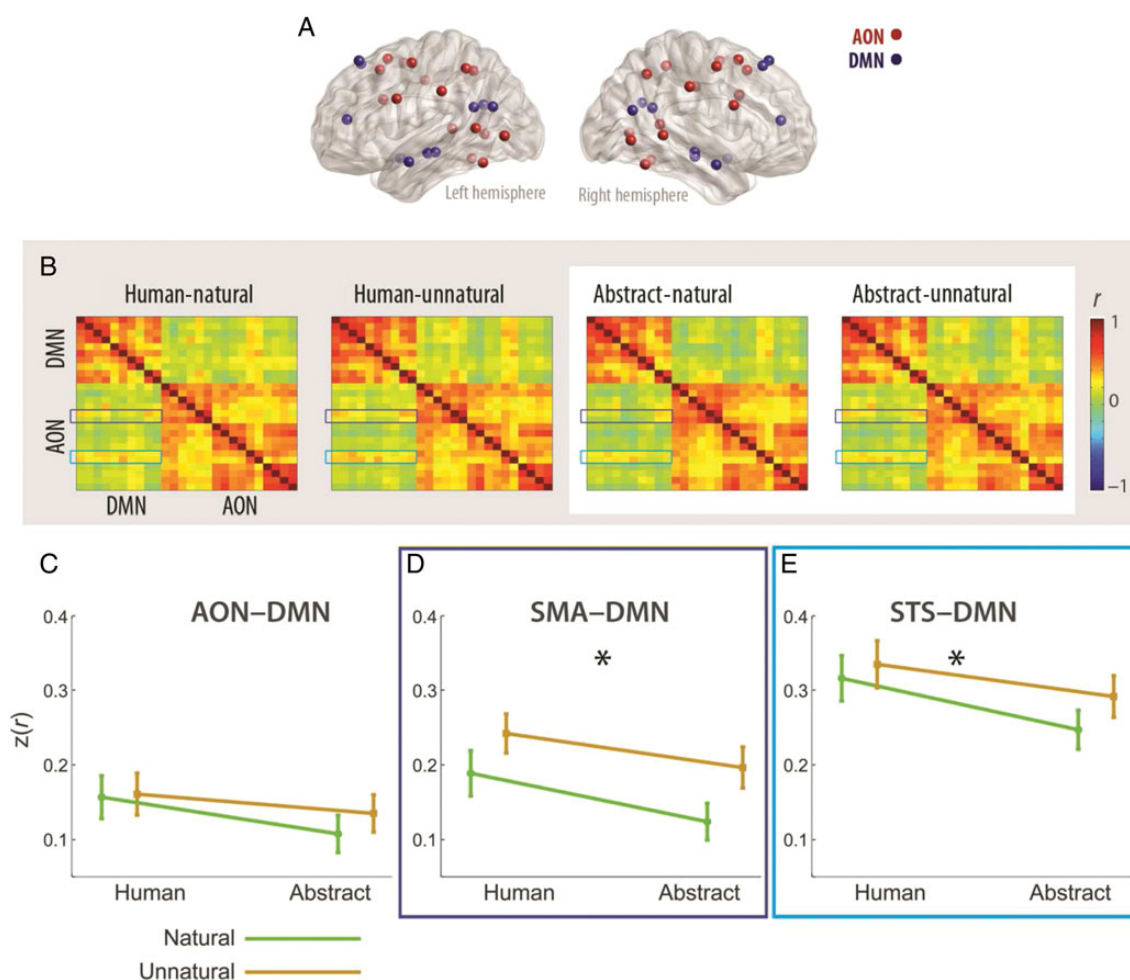 A
AON
DMN
Left hemisphere
Right hemisphere
B
Human-natural
Human-unnatural
Abstract-natural
Abstract-unnatural
r
DMN
AON
1
0
−1
DMN
AON
C
D
E
AON–DMN
SMA–DMN
*
STS–DMN
*
z(r)
0.4
0.3
0.2
0.1
0.4
0.3
0.2
0.1
0.4
0.3
0.2
0.1
Human
Abstract
Human
Abstract
Human
Abstract
Natural
Unnatural